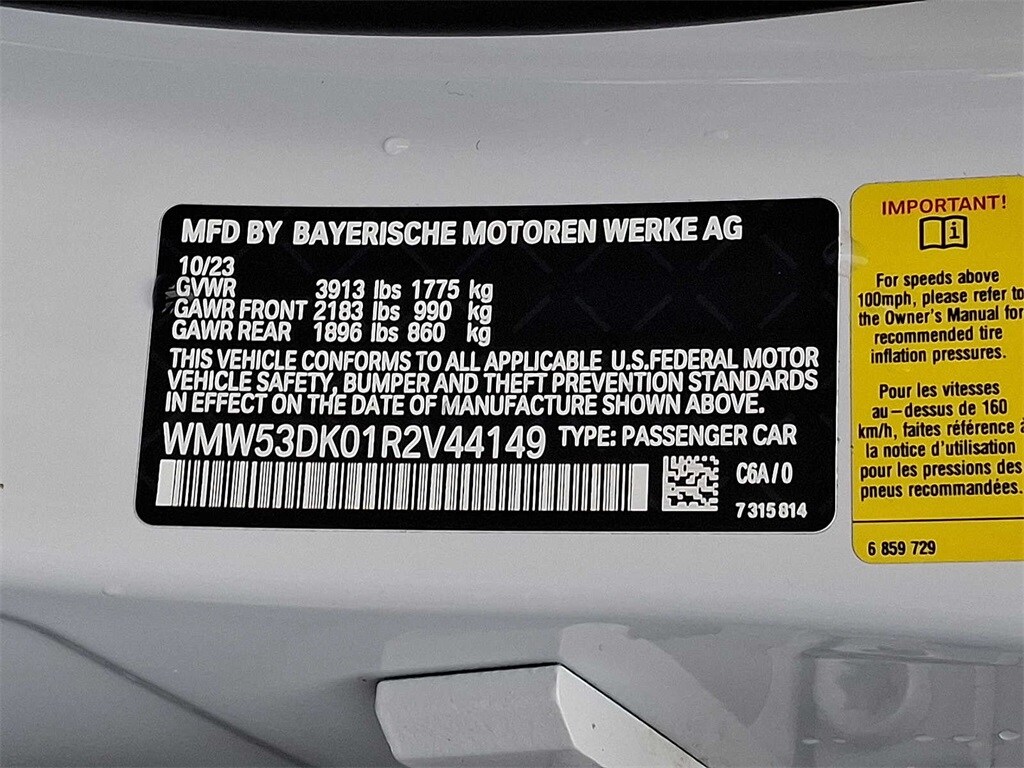 MFD BY BAYERISCHE MOTOREN WERKE AG
10/23
GVWR 3913 lbs 1775 kg
GAWR FRONT 2183 lbs 990 kg
GAWR REAR 1896 lbs 860 kg
THIS VEHICLE CONFORMS TO ALL APPLICABLE U.S.FEDERAL MOTOR
VEHICLE SAFETY, BUMPER AND THEFT PREVENTION STANDARDS
IN EFFECT ON THE DATE OF MANUFACTURE SHOWN ABOVE.
WMW53DK01R2V44149 TYPE: PASSENGER CAR
C6A/0
7315814
IMPORTANT!
i
For speeds above
100mph, please refer to
the Owner's Manual for
recommended tire
inflation pressures.
Pour les vitesses
au-dessus de 160
km/h, faites référence à
la notice d'utilisation
pour les pressions des
pneus recommandées.
6 859 729